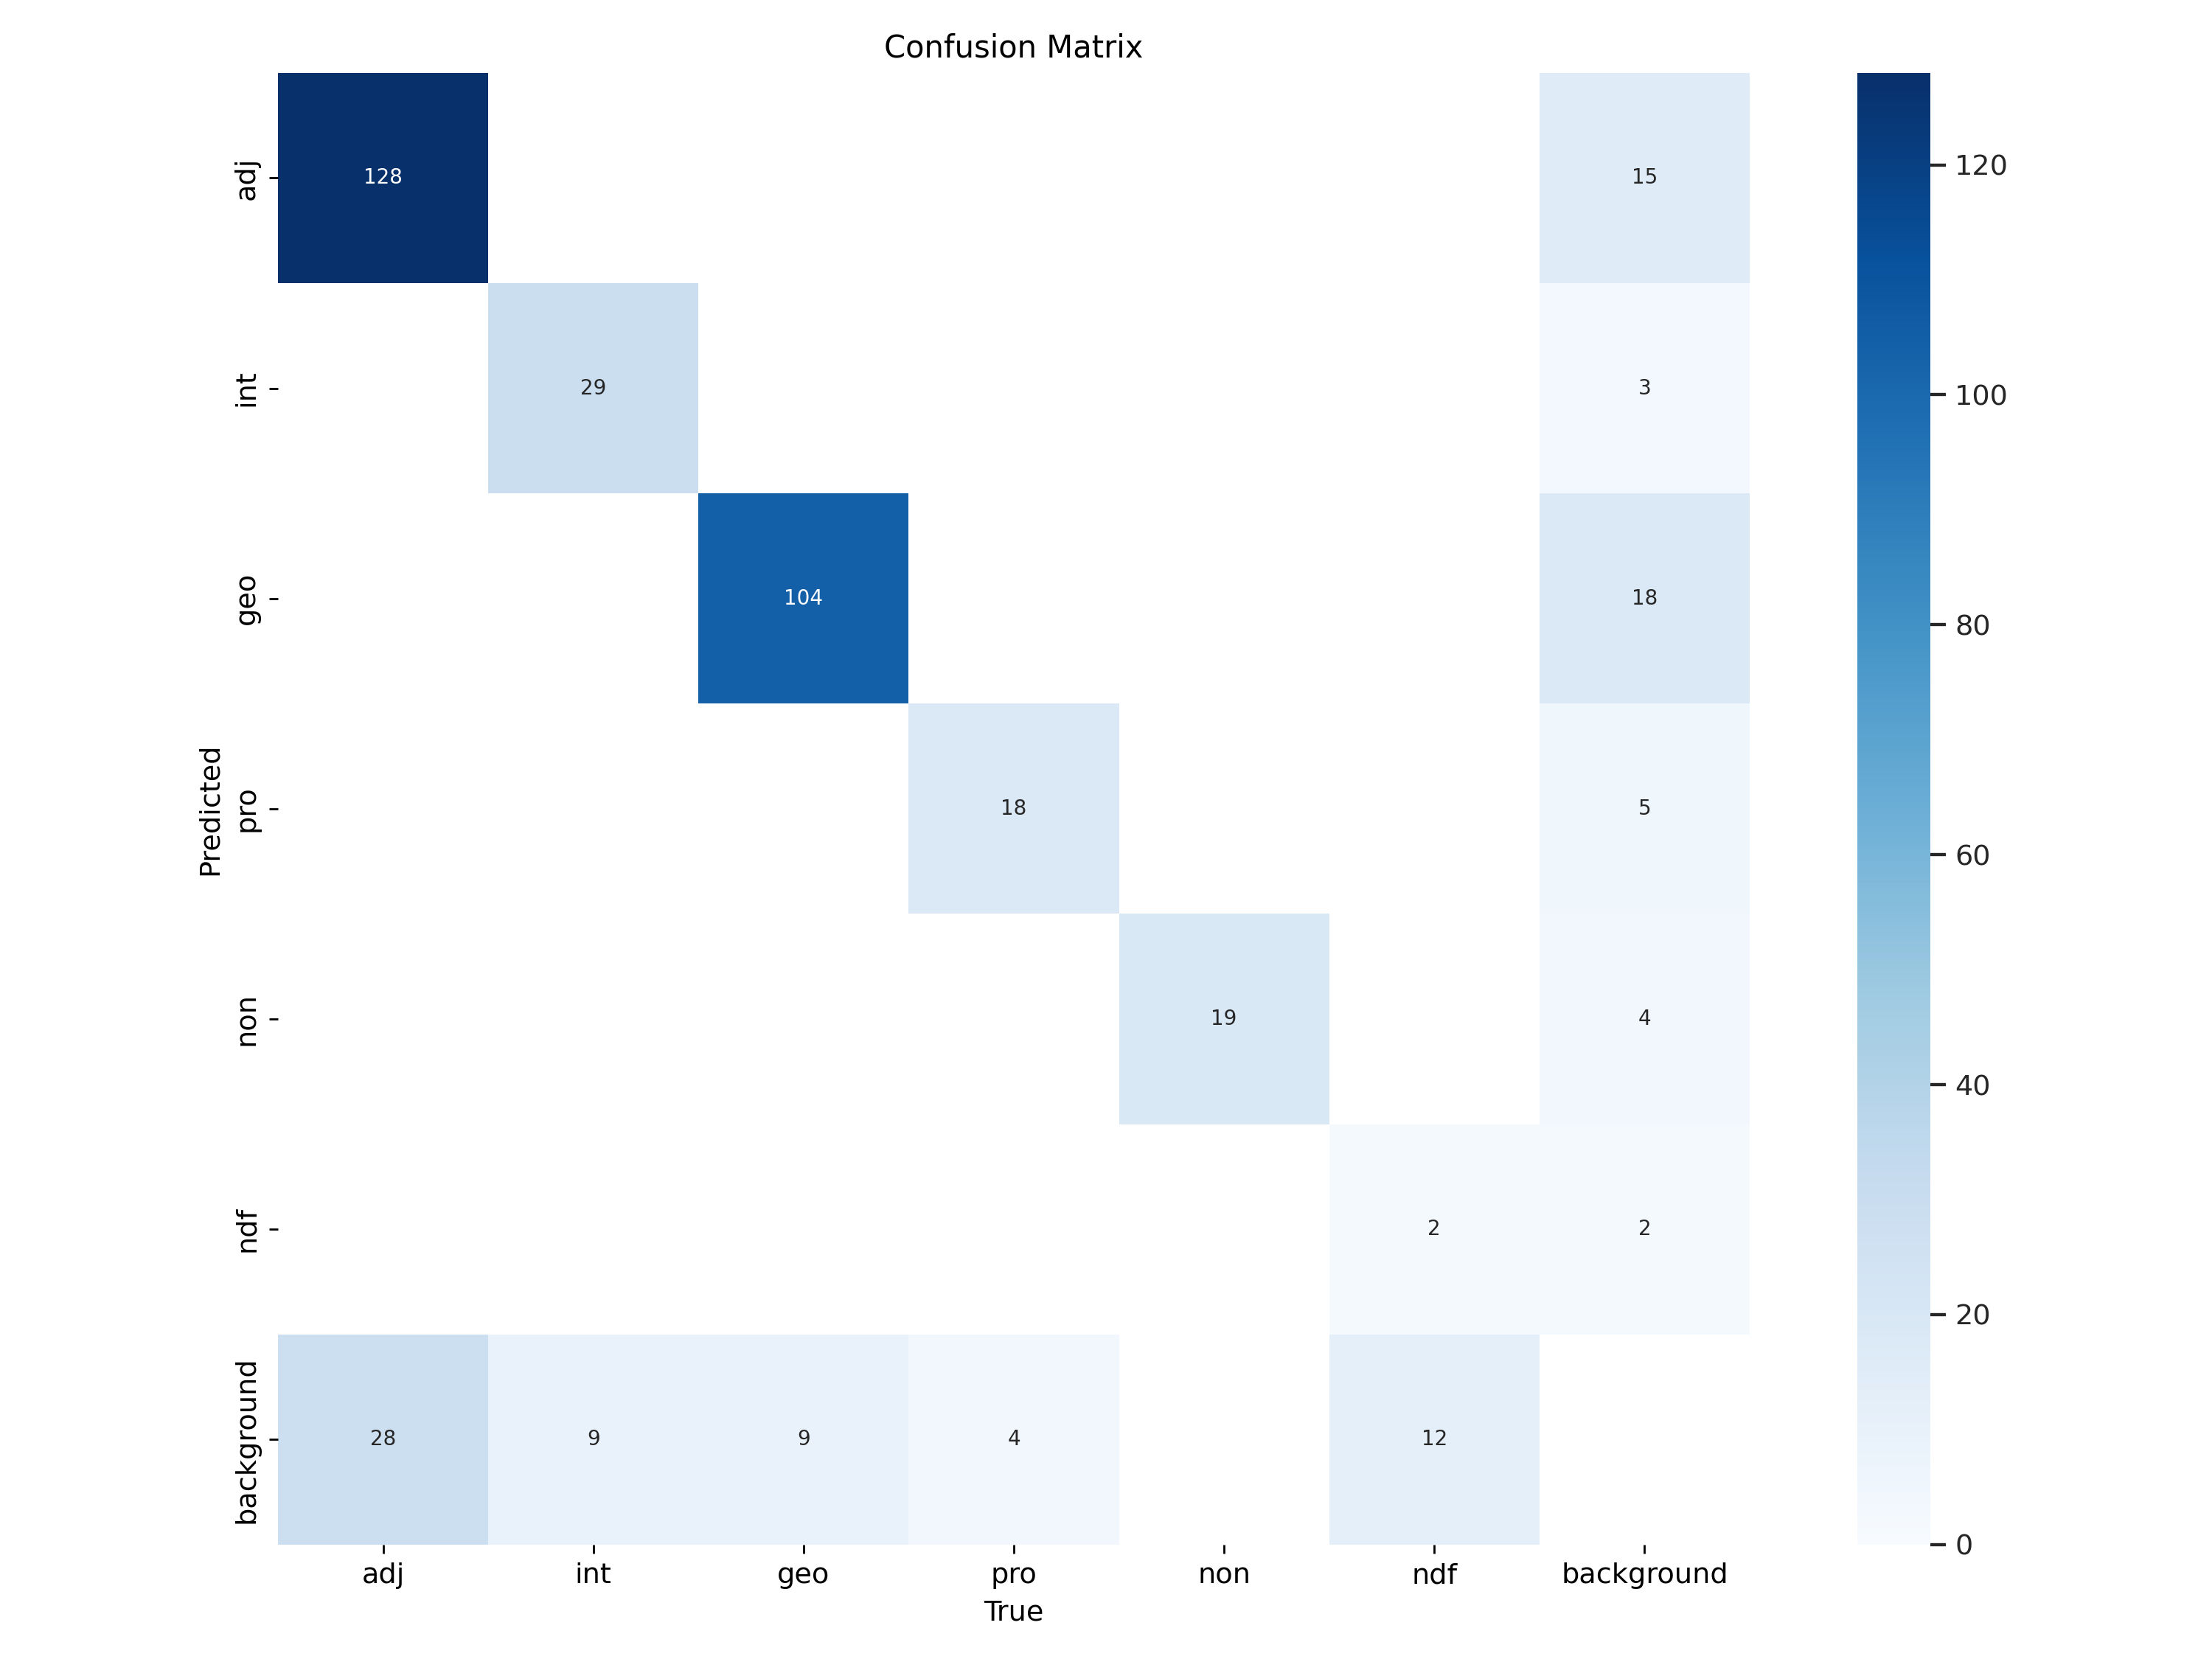 Confusion Matrix
adj
128
15
120
int
29
3
100
geo
104
18
80
Predicted
pro
18
5
60
non
19
4
40
ndf
2
2
20
background
28
9
9
4
12
0
adj int geo pro non ndf background
True